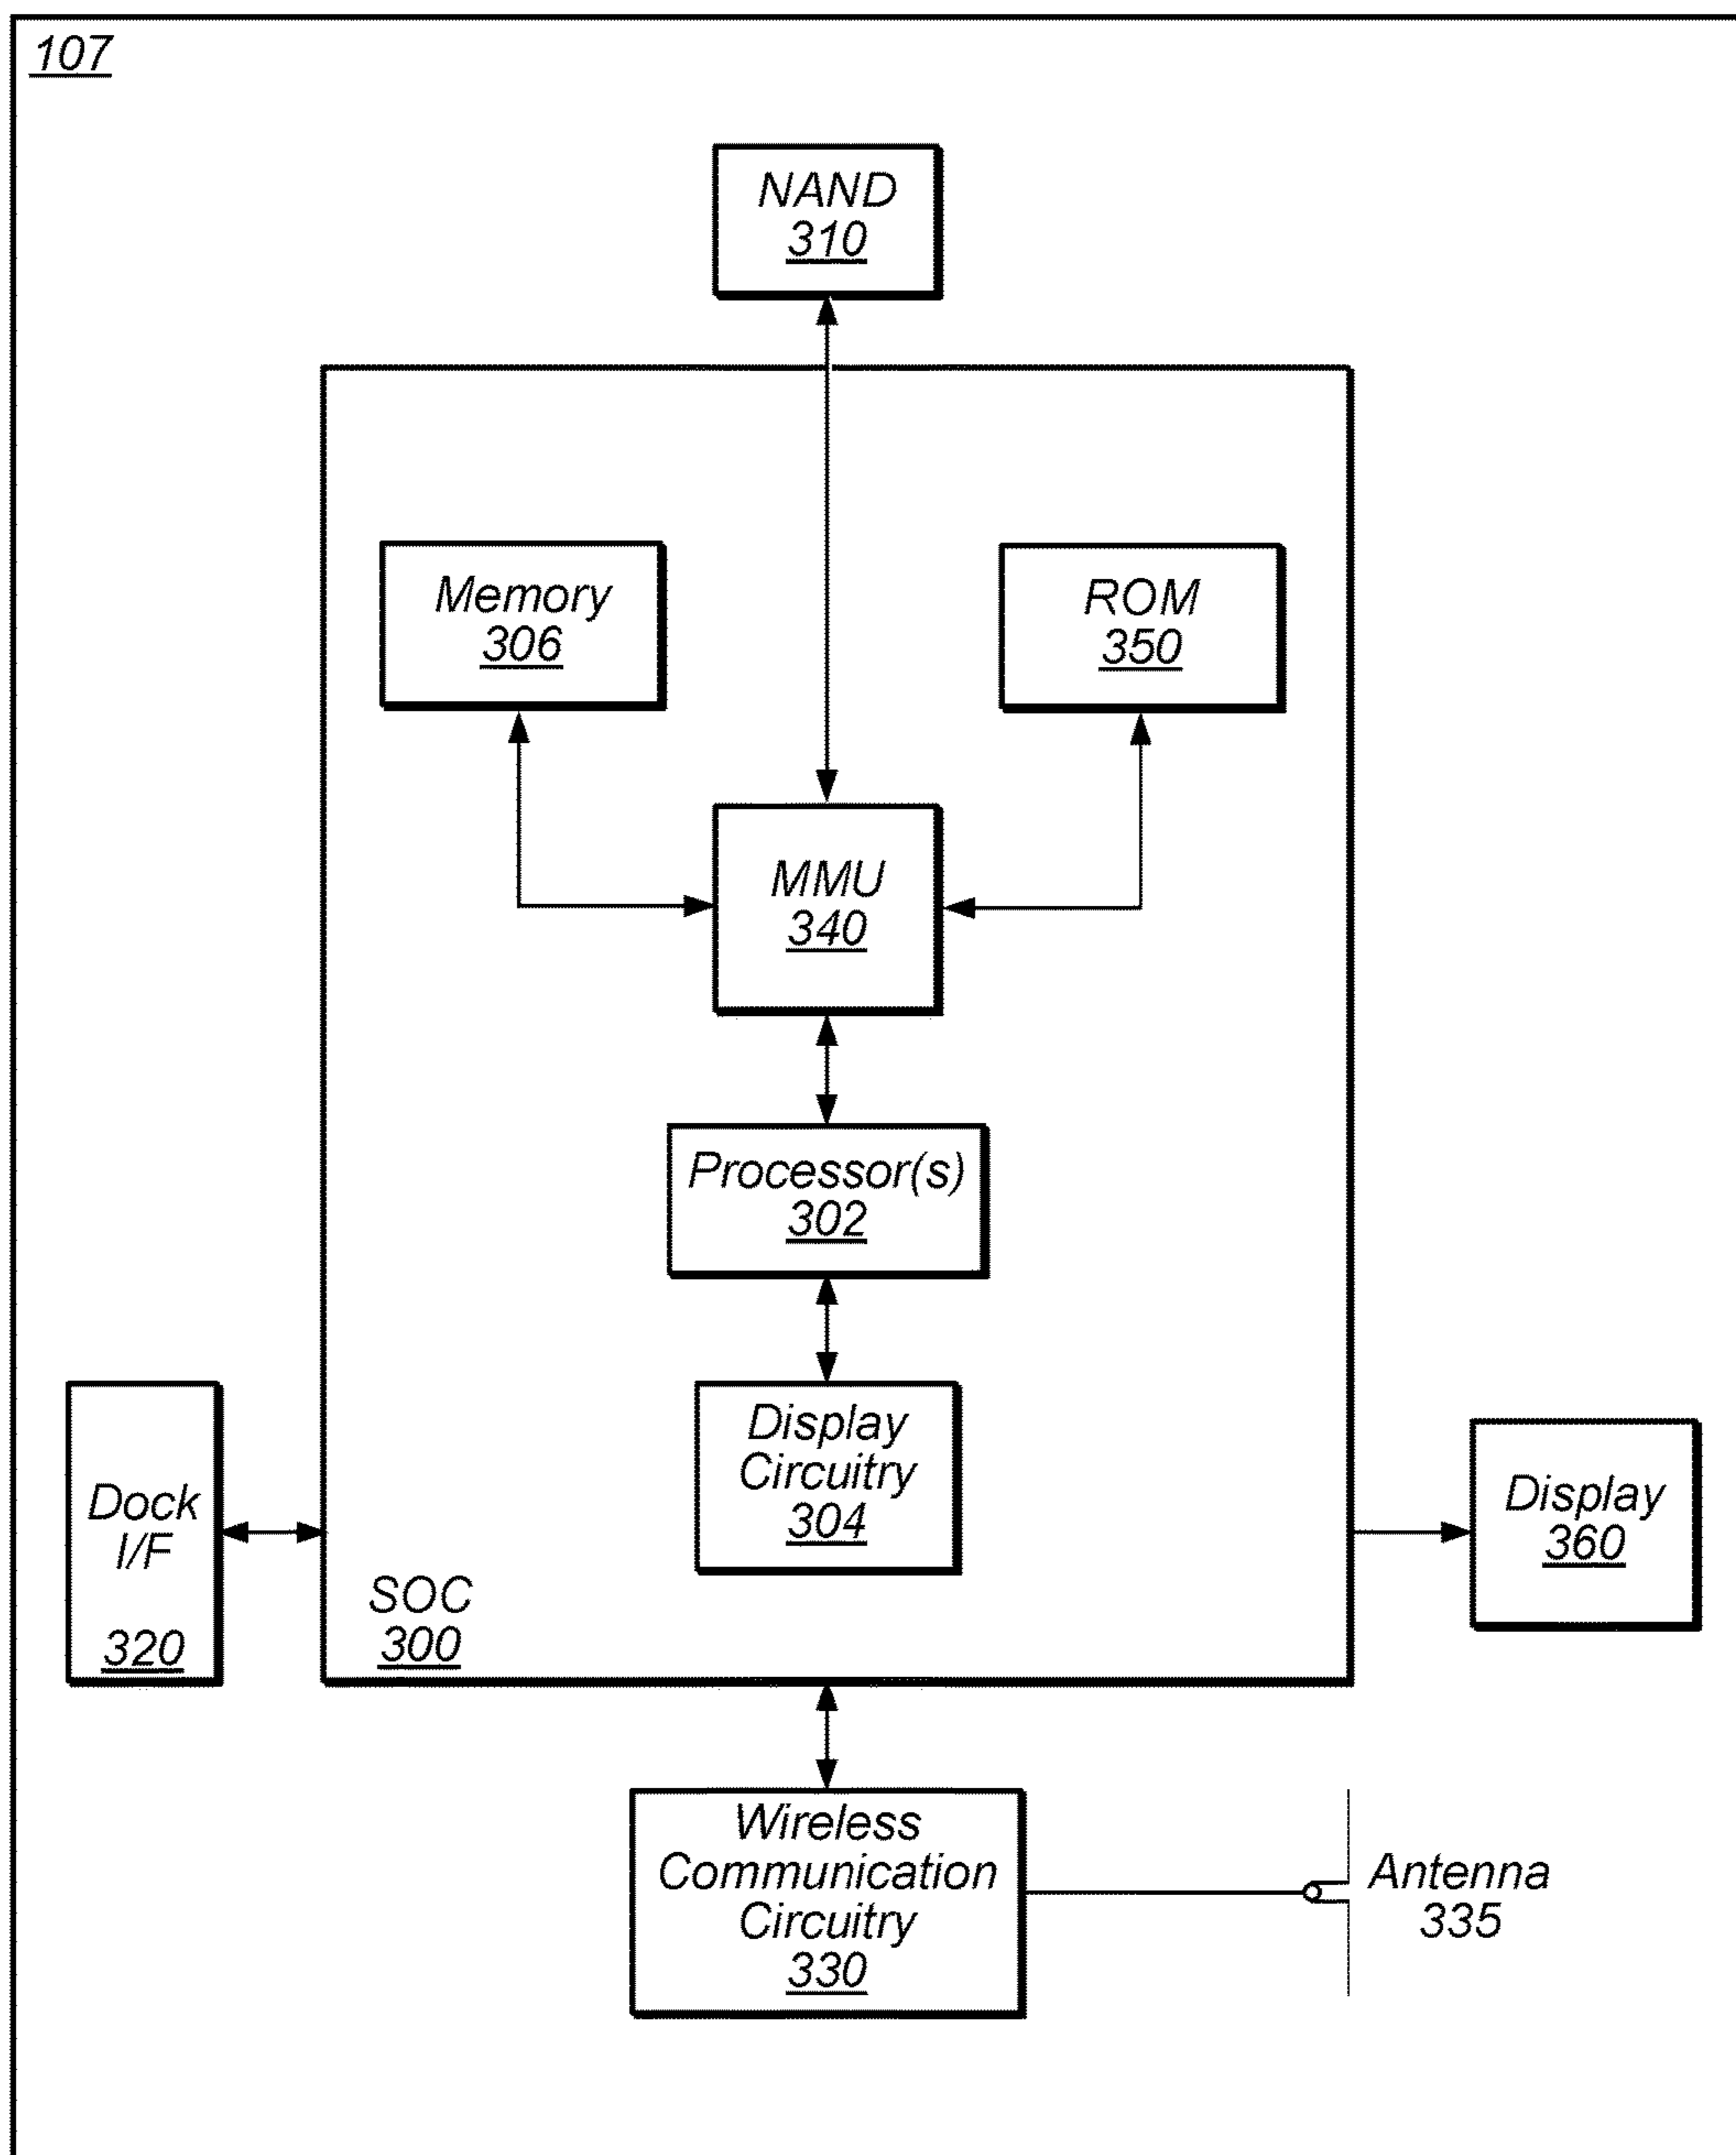 107
NAND
310
Memory
306
ROM
350
MMU
340
Processor(s)
302
Display
Circuitry
304
Dock
I/F
320
SOC
300
Display
360
Wireless
Communication
Circuitry
330
Antenna
335